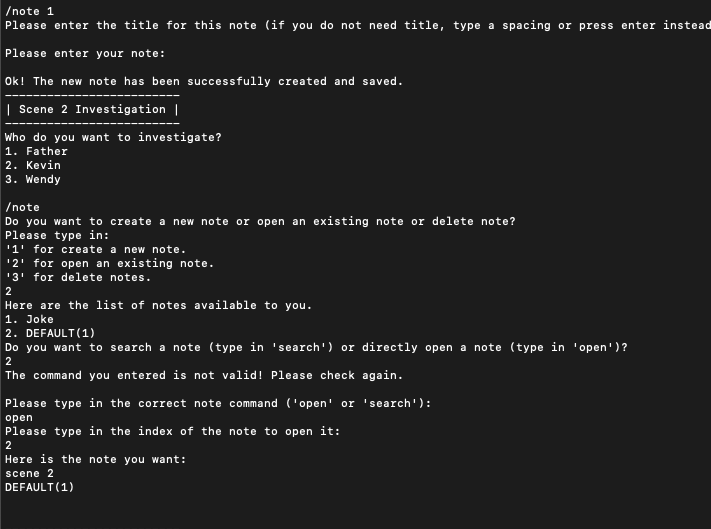 /note 1
Please enter the title for this note (if you do not need title, type a spacing or press enter instead
Please enter your note:
Ok! The new note has been successfully created and saved.
-------------------------
| Scene 2 Investigation |
-------------------------
Who do you want to investigate?
1. Father
2. Kevin
3. Wendy
/note
Do you want to create a new note or open an existing note or delete note?
Please type in:
'1' for create a new note.
'2' for open an existing note.
'3' for delete notes.
2
Here are the list of notes available to you.
1. Joke
2. DEFAULT(1)
Do you want to search a note (type in 'search') or directly open a note (type in 'open')?
2
The command you entered is not valid! Please check again.
Please type in the correct note command ('open' or 'search'):
open
Please type in the index of the note to open it:
2
Here is the note you want:
scene 2
DEFAULT(1)